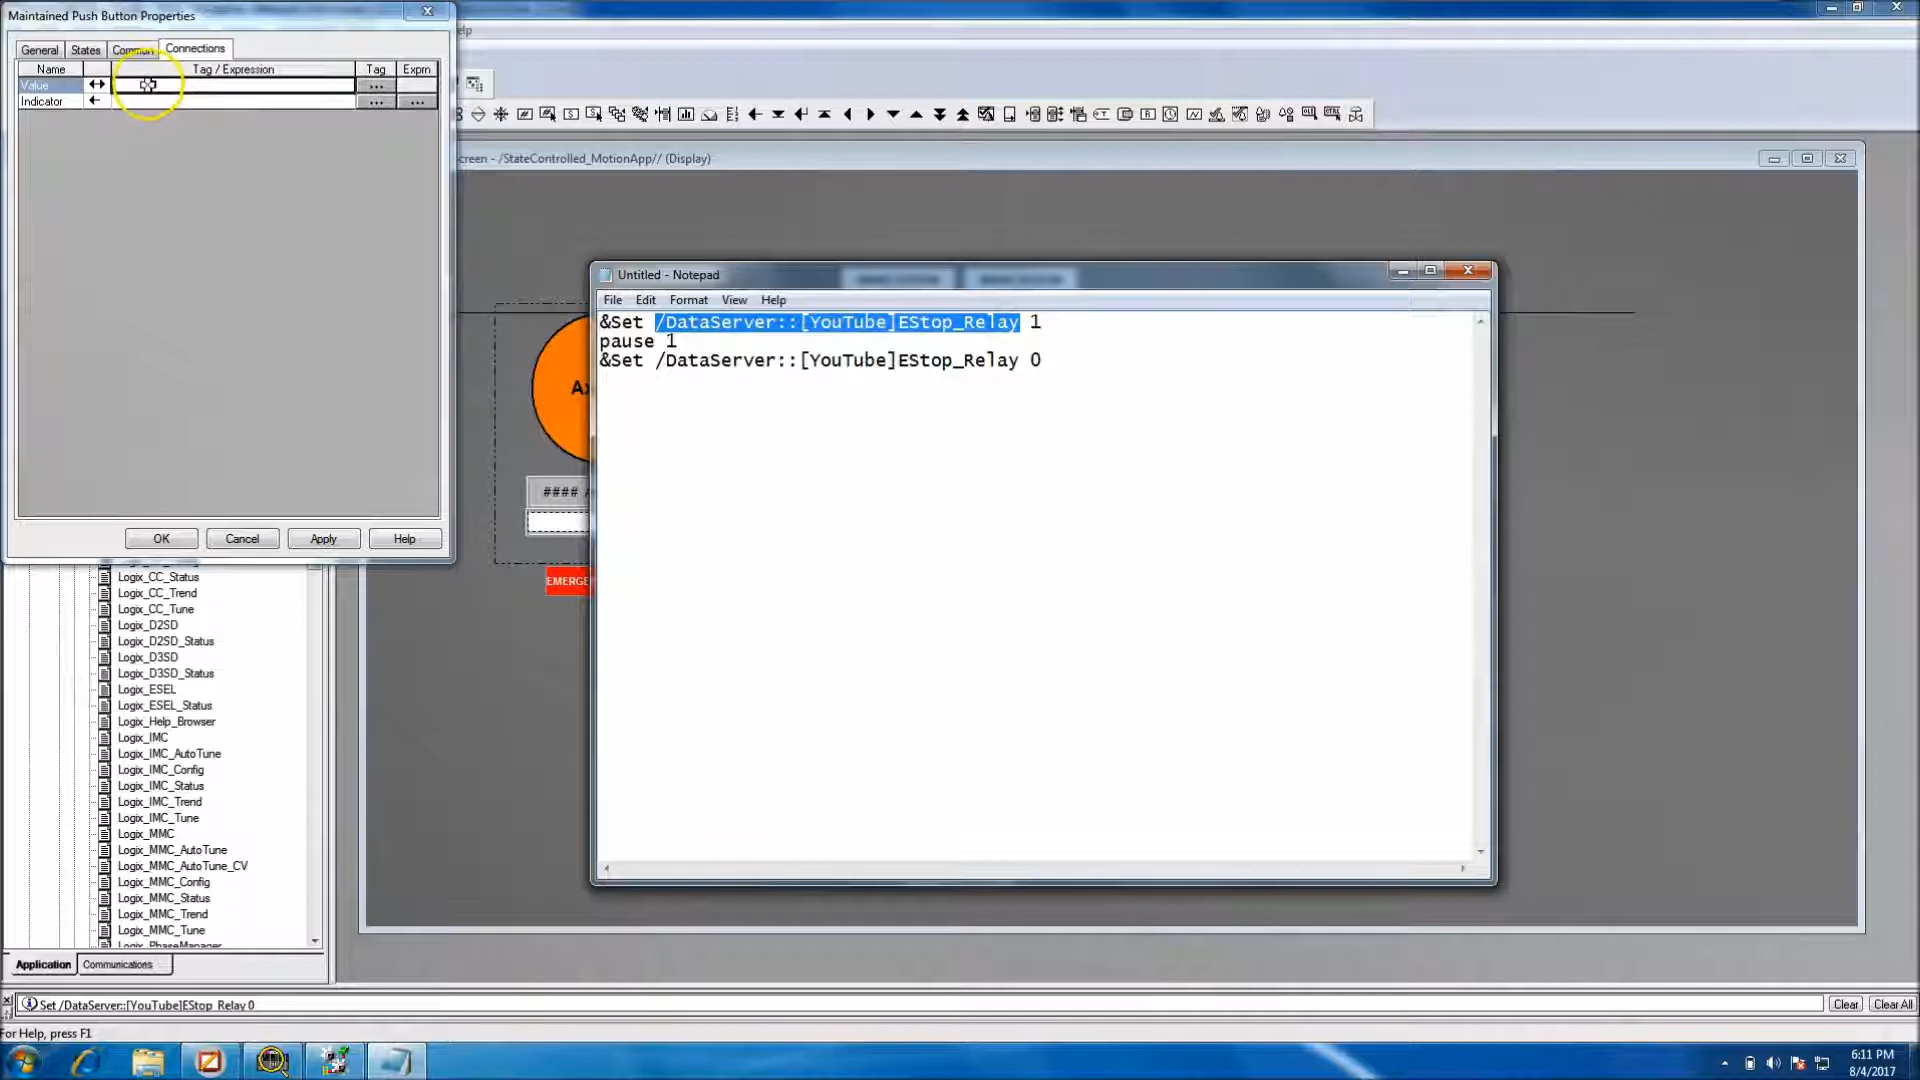 Maintained Push Button Properties
General States Common Connections
Name Tag / Expression Tag Exprn
Value
Indicator
OK Cancel Apply Help
elp
creen - /StateControlled_MotionApp// (Display)
Untitled - Notepad
File Edit Format View Help
&Set /DataServer::[YouTube]EStop_Relay 1
pause 1
&Set /DataServer::[YouTube]EStop_Relay 0
Ax
####
EMERGE
Logix_CC_Status
Logix_CC_Trend
Logix_CC_Tune
Logix_D2SD
Logix_D2SD_Status
Logix_D3SD
Logix_D3SD_Status
Logix_ESEL
Logix_ESEL_Status
Logix_Help_Browser
Logix_IMC
Logix_IMC_AutoTune
Logix_IMC_Config
Logix_IMC_Status
Logix_IMC_Trend
Logix_IMC_Tune
Logix_MMC
Logix_MMC_AutoTune
Logix_MMC_AutoTune_CV
Logix_MMC_Config
Logix_MMC_Status
Logix_MMC_Trend
Logix_MMC_Tune
Logix_PhaseManager
Application Communications
Set /DataServer::[YouTube]EStop_Relay 0
Clear Clear All
For Help, press F1
6:11 PM
8/4/2017